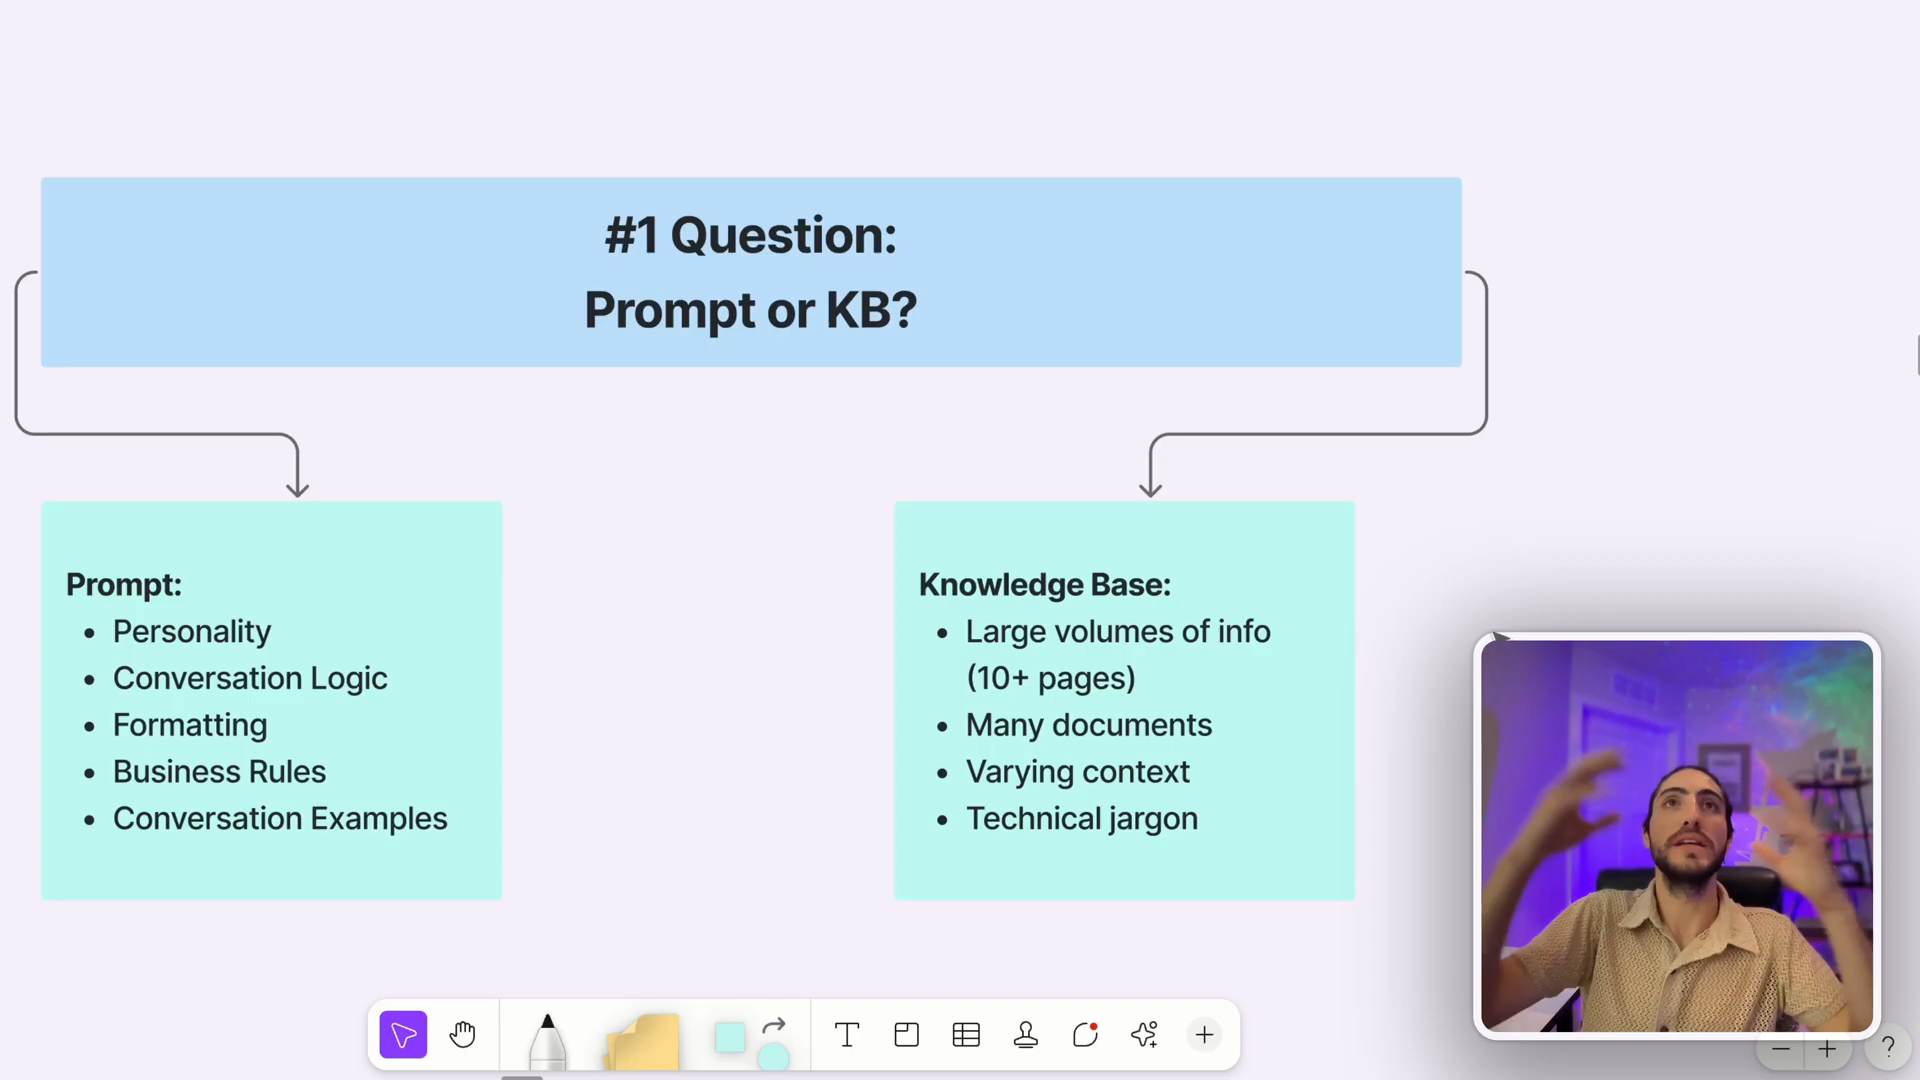 #1 Question:
Prompt or KB?
Prompt:
• Personality
• Conversation Logic
• Formatting
• Business Rules
• Conversation Examples
Knowledge Base:
• Large volumes of info
(10+ pages)
• Many documents
• Varying context
• Technical jargon